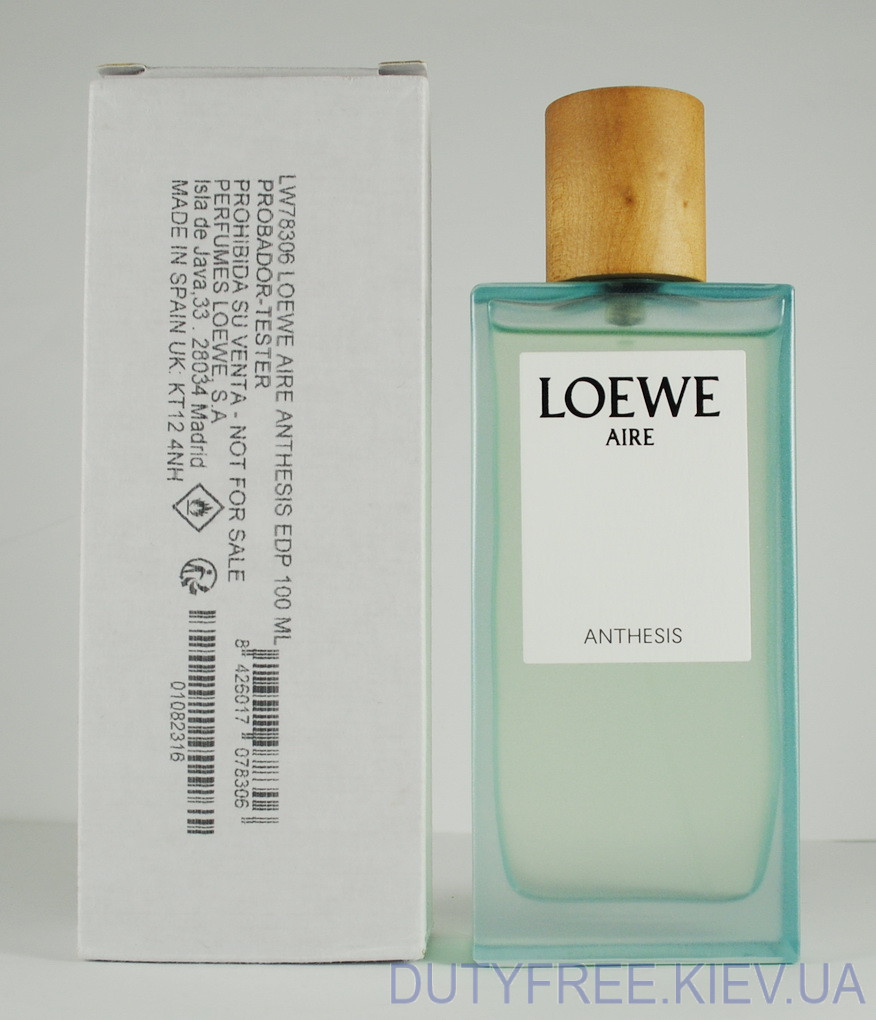 LW78306 LOEWE AIRE ANTHESIS EDP 100 ML
PROBADOR-TESTER
PROHIBIDA SU VENTA - NOT FOR SALE
PERFUMES LOEWE, S.A
Isla de Java,33 . 28034 Madrid
MADE IN SPAIN UK: KT12 4NH
8 426017 078306
01082316
LOEWE
AIRE
ANTHESIS
DUTYFREE.KIEV.UA